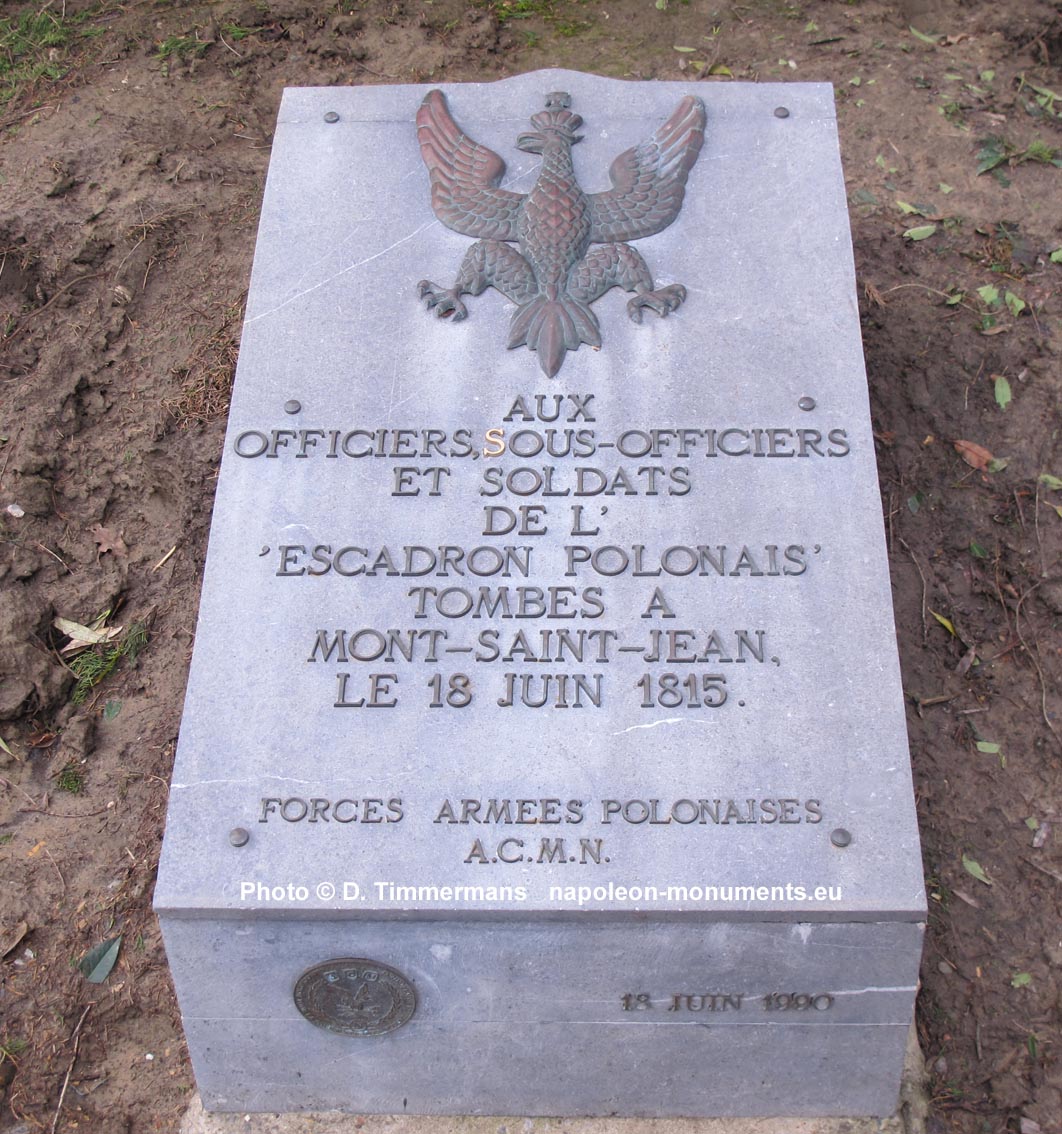 AUX
OFFICIERS, SOUS-OFFICIERS
ET SOLDATS
DE L'
'ESCADRON POLONAIS'
TOMBES A
MONT-SAINT-JEAN,
LE 18 JUIN 1815.
FORCES ARMEES POLONAISES
A.C.M.N.
Photo © D. Timmermans napoleon-monuments.eu
18 JUIN 1990